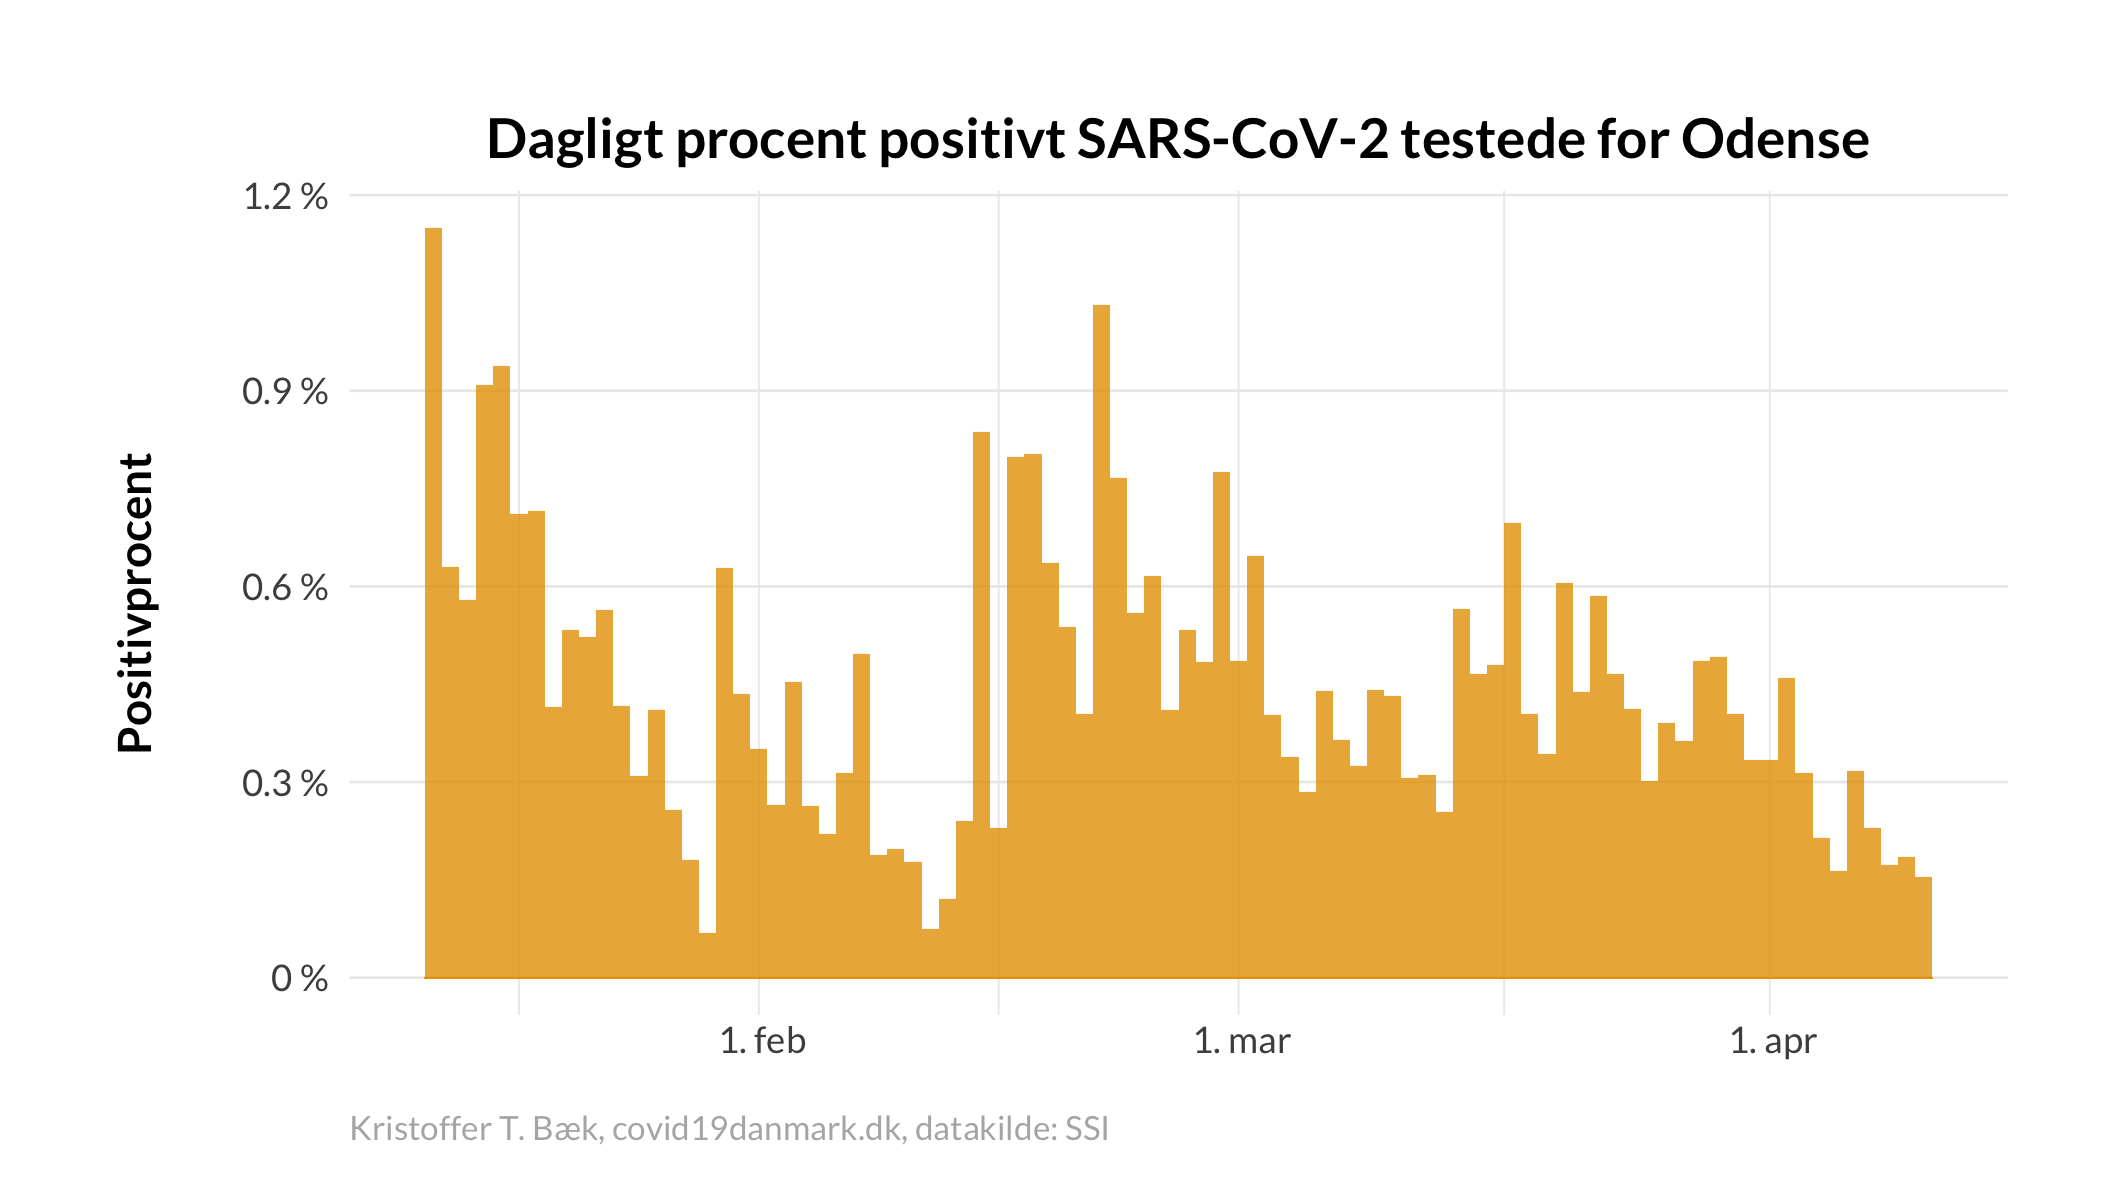 Dagligt procent positivt SARS-CoV-2 testede for Odense
Positivprocent
1.2 %
0.9 %
0.6 %
0.3 %
0 %
1. feb
1. mar
1. apr
Kristoffer T. Bæk, covid19danmark.dk, datakilde: SSI